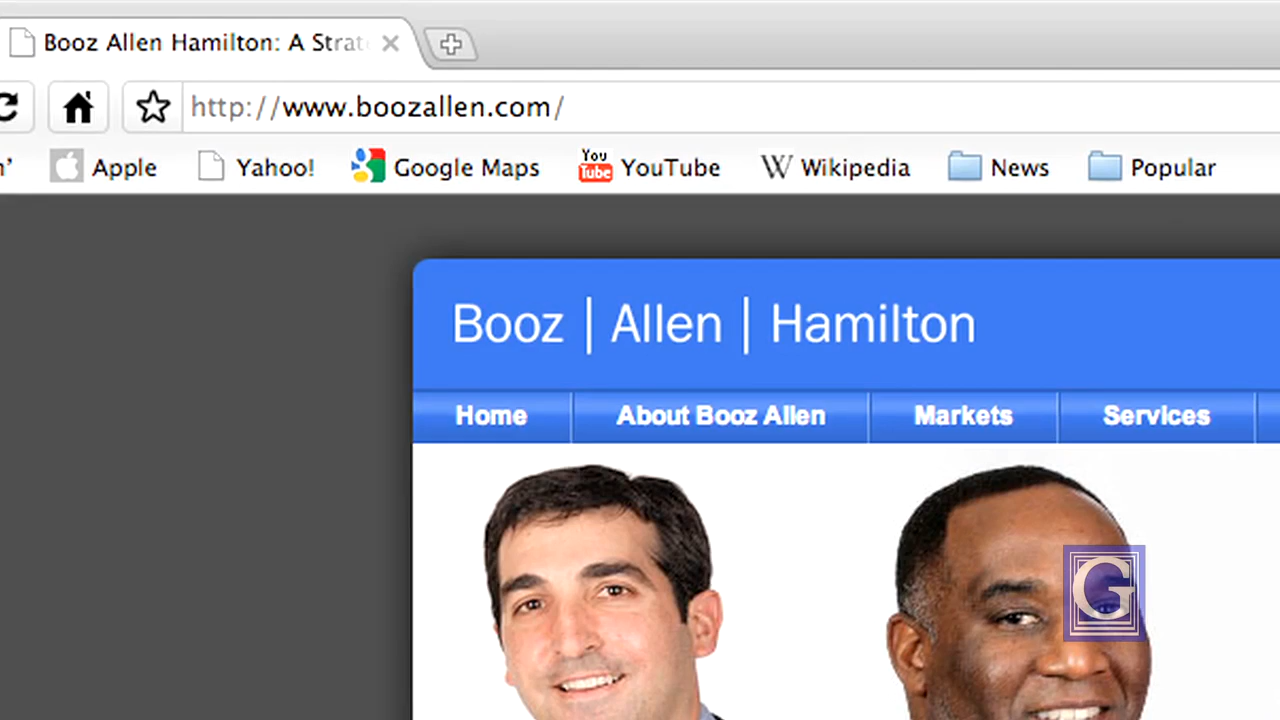 Booz Allen Hamilton: A Strat
http://www.boozallen.com/
Apple Yahoo! Google Maps You Tube YouTube W Wikipedia News Popular
Booz | Allen | Hamilton
Home About Booz Allen Markets Services
G